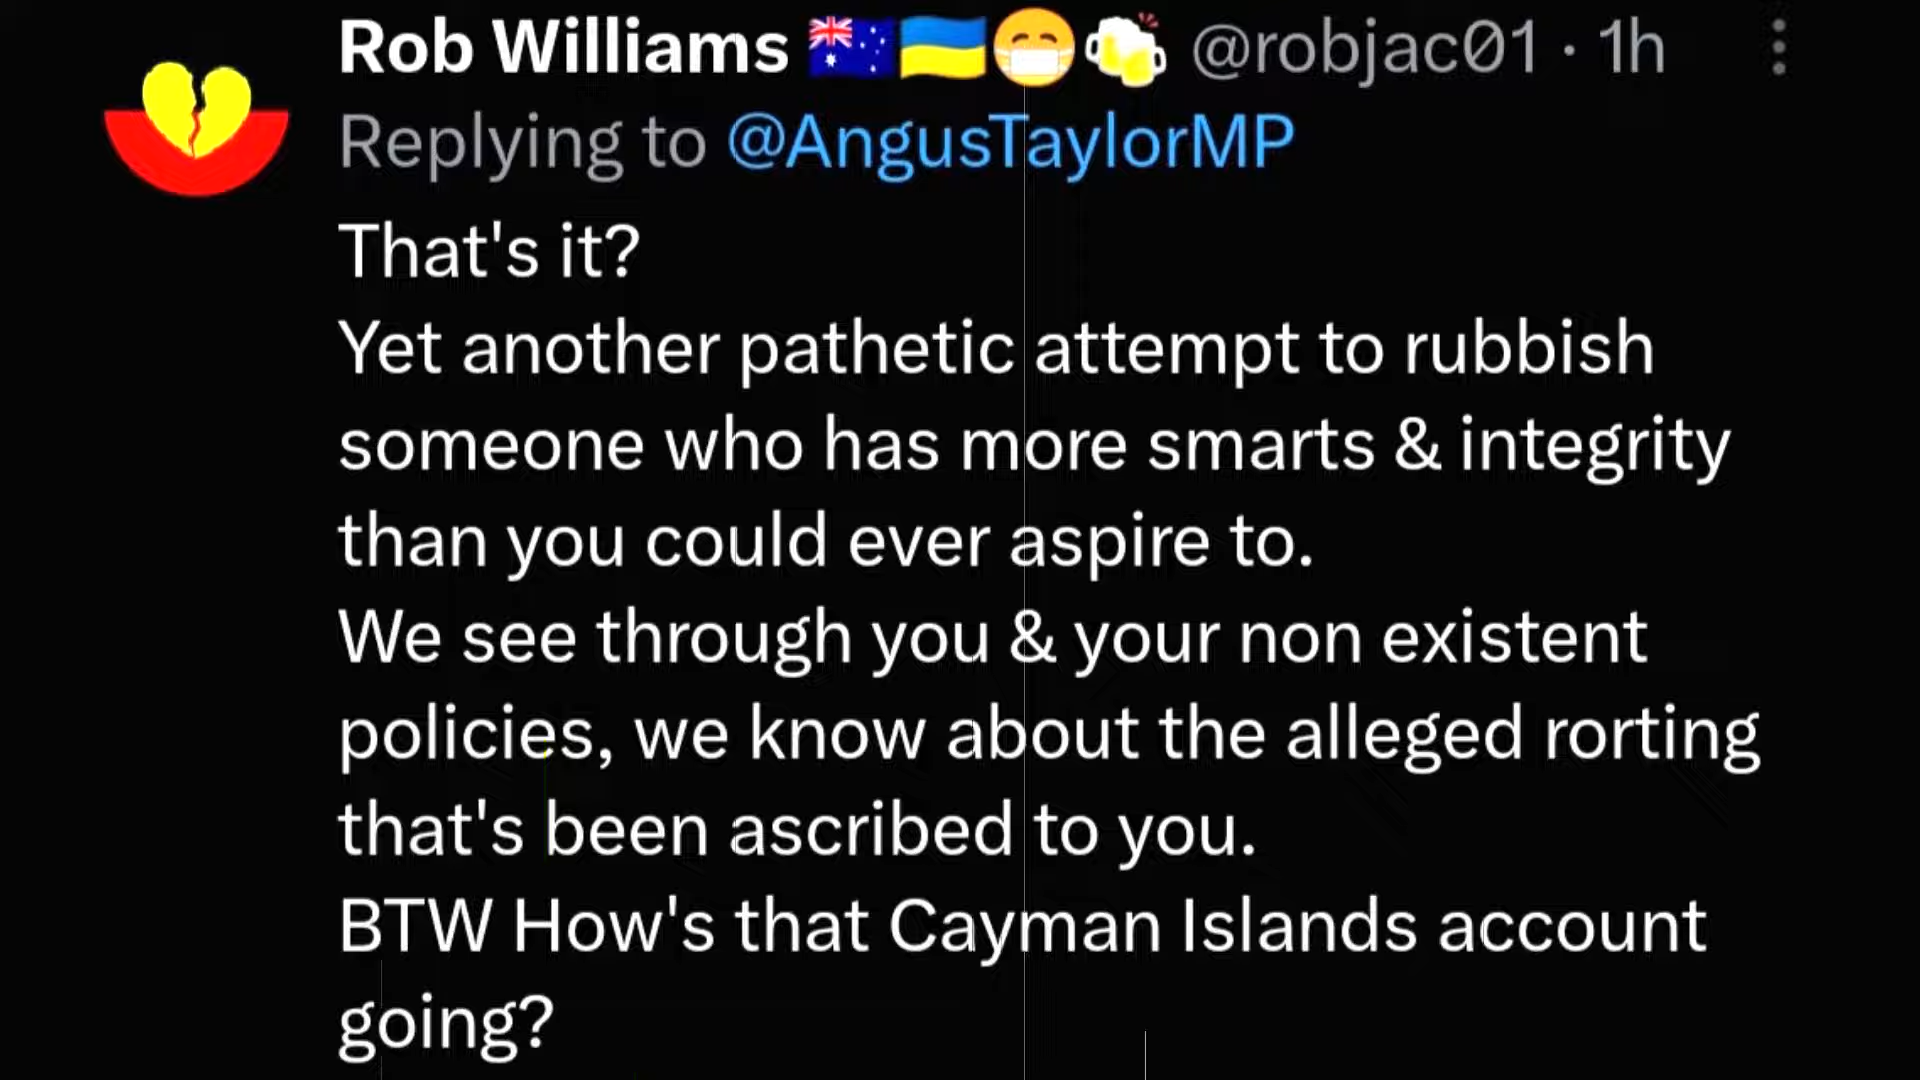 Rob Williams 🇦🇺🇺🇦😷🍻 @robjac01 · 1h
Replying to @AngusTaylorMP
That's it?
Yet another pathetic attempt to rubbish
someone who has more smarts & integrity
than you could ever aspire to.
We see through you & your non existent
policies, we know about the alleged rorting
that's been ascribed to you.
BTW How's that Cayman Islands account
going?